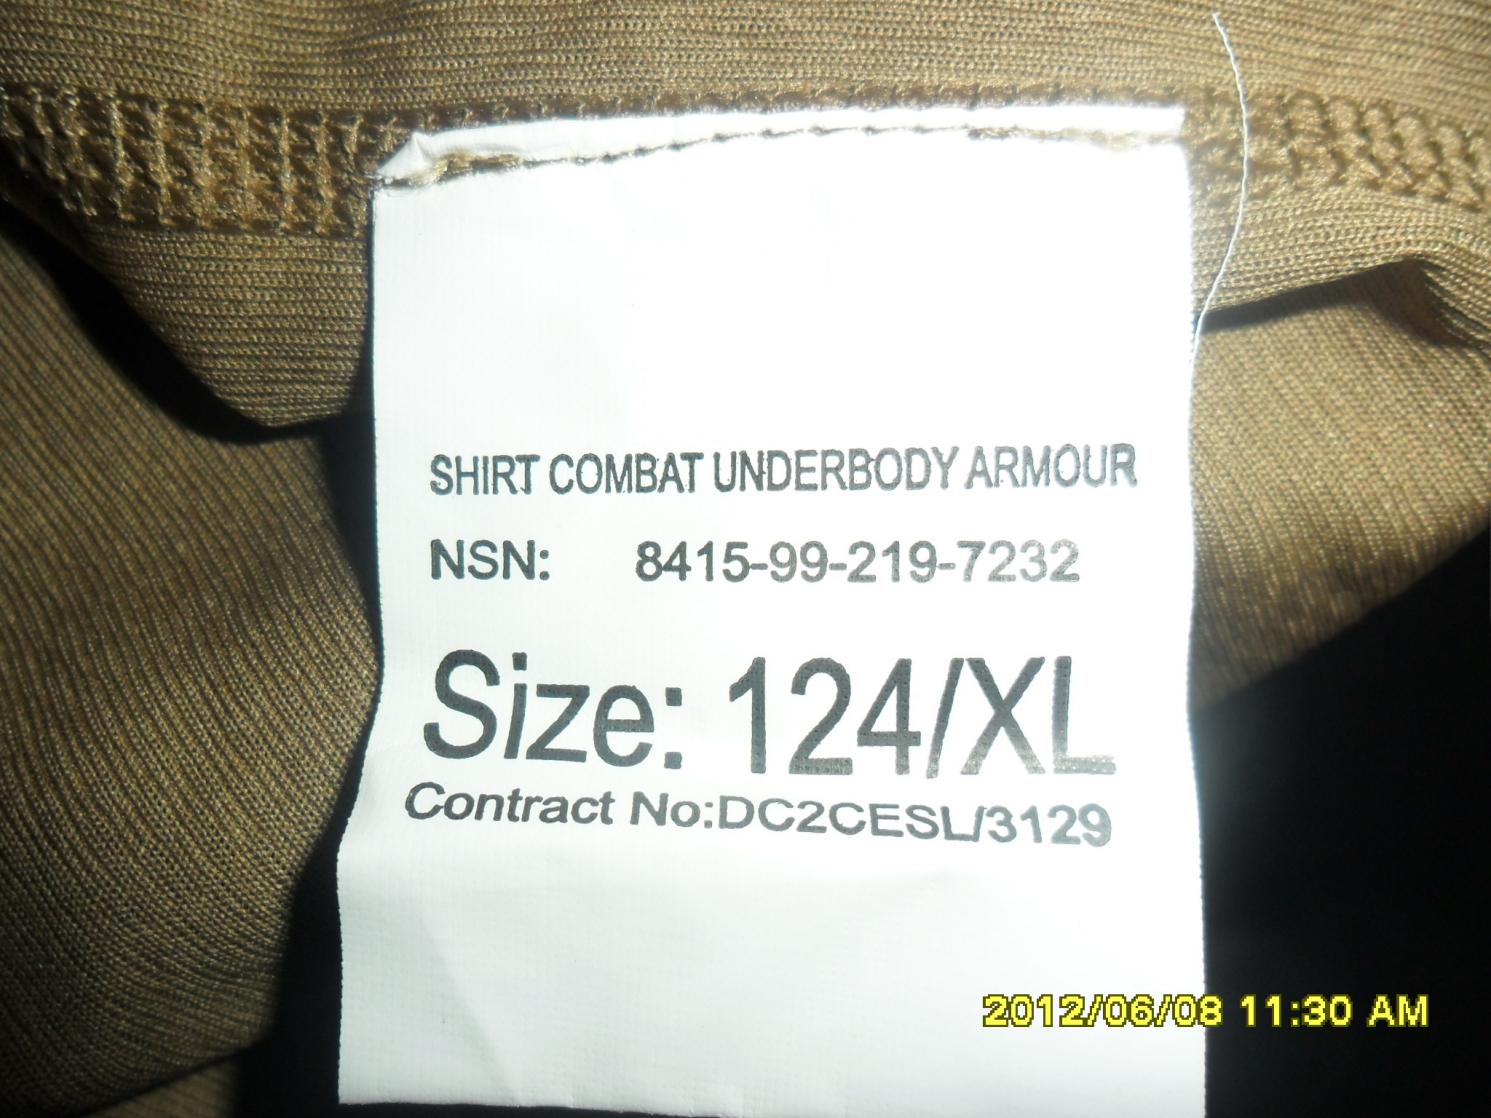 SHIRT COMBAT UNDERBODY ARMOUR
NSN: 8415-99-219-7232
Size: 124/XL
Contract No:DC2CESL/3129
2012/06/08 11:30 AM